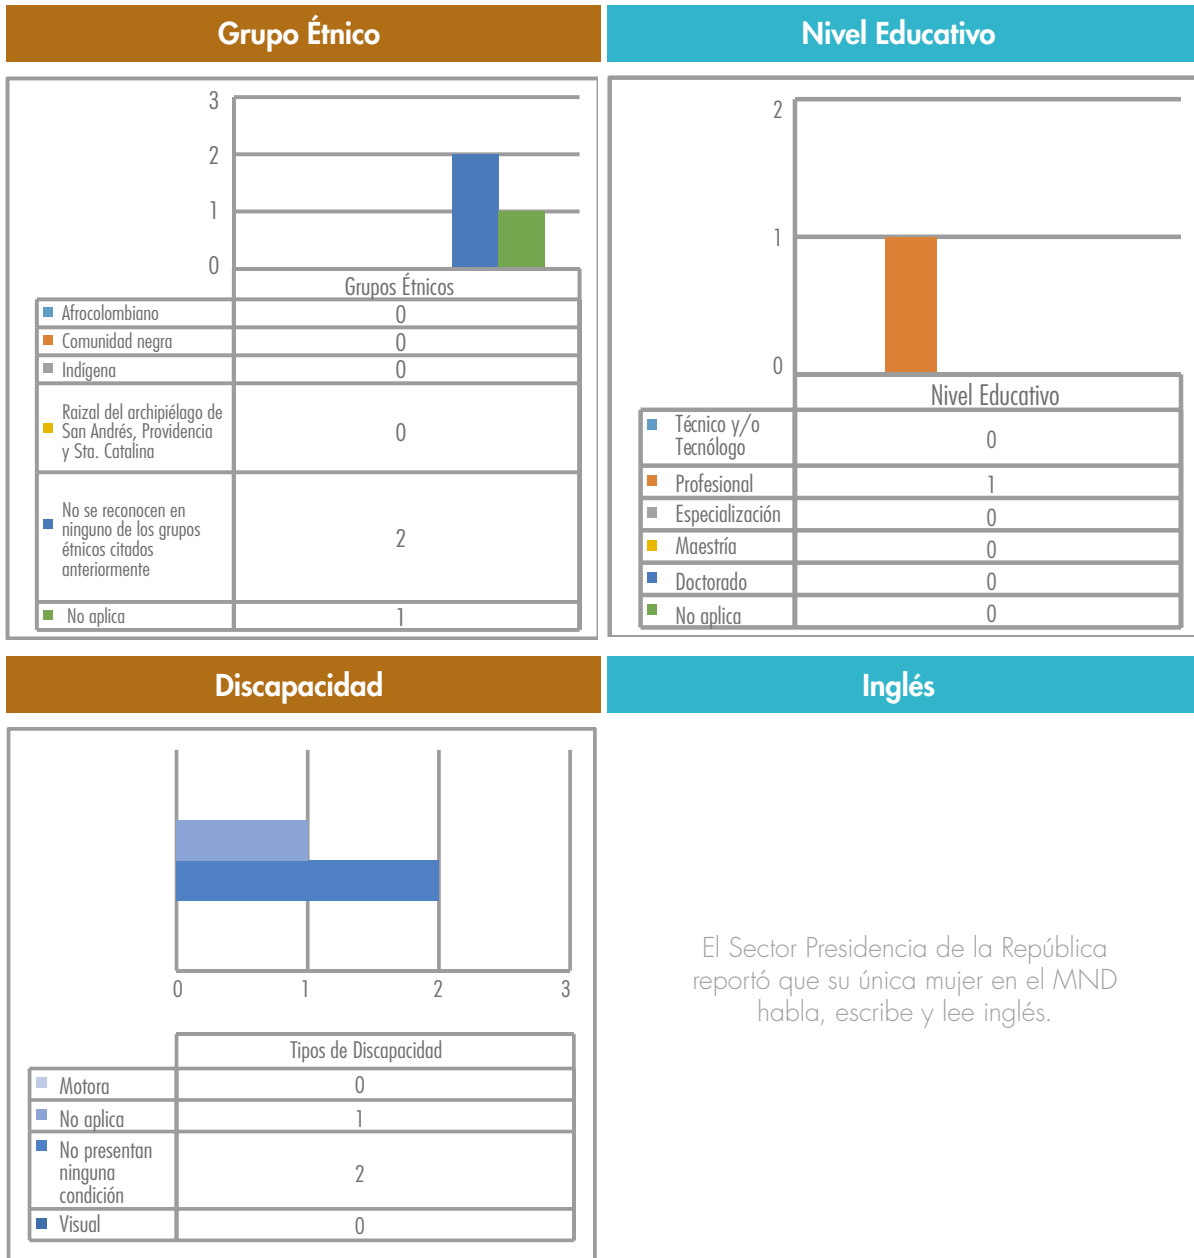 Grupo Étnico
3
2
1
0
Grupos Étnicos
Afrocolombiano 0
Comunidad negra 0
Indígena 0
Raizal del archipiélago de
San Andrés, Providencia
y Sta. Catalina
0
No se reconocen en
ninguno de los grupos
étnicos citados
anteriormente
2
No aplica 1
Nivel Educativo
2
1
0
Nivel Educativo
Técnico y/o
Tecnólogo
0
Profesional 1
Especialización 0
Maestría 0
Doctorado 0
No aplica 0
Discapacidad
0 1 2 3
Tipos de Discapacidad
Motora 0
No aplica 1
No presentan
ninguna
condición
2
Visual 0
Inglés
El Sector Presidencia de la República
reportó que su única mujer en el MND
habla, escribe y lee inglés.